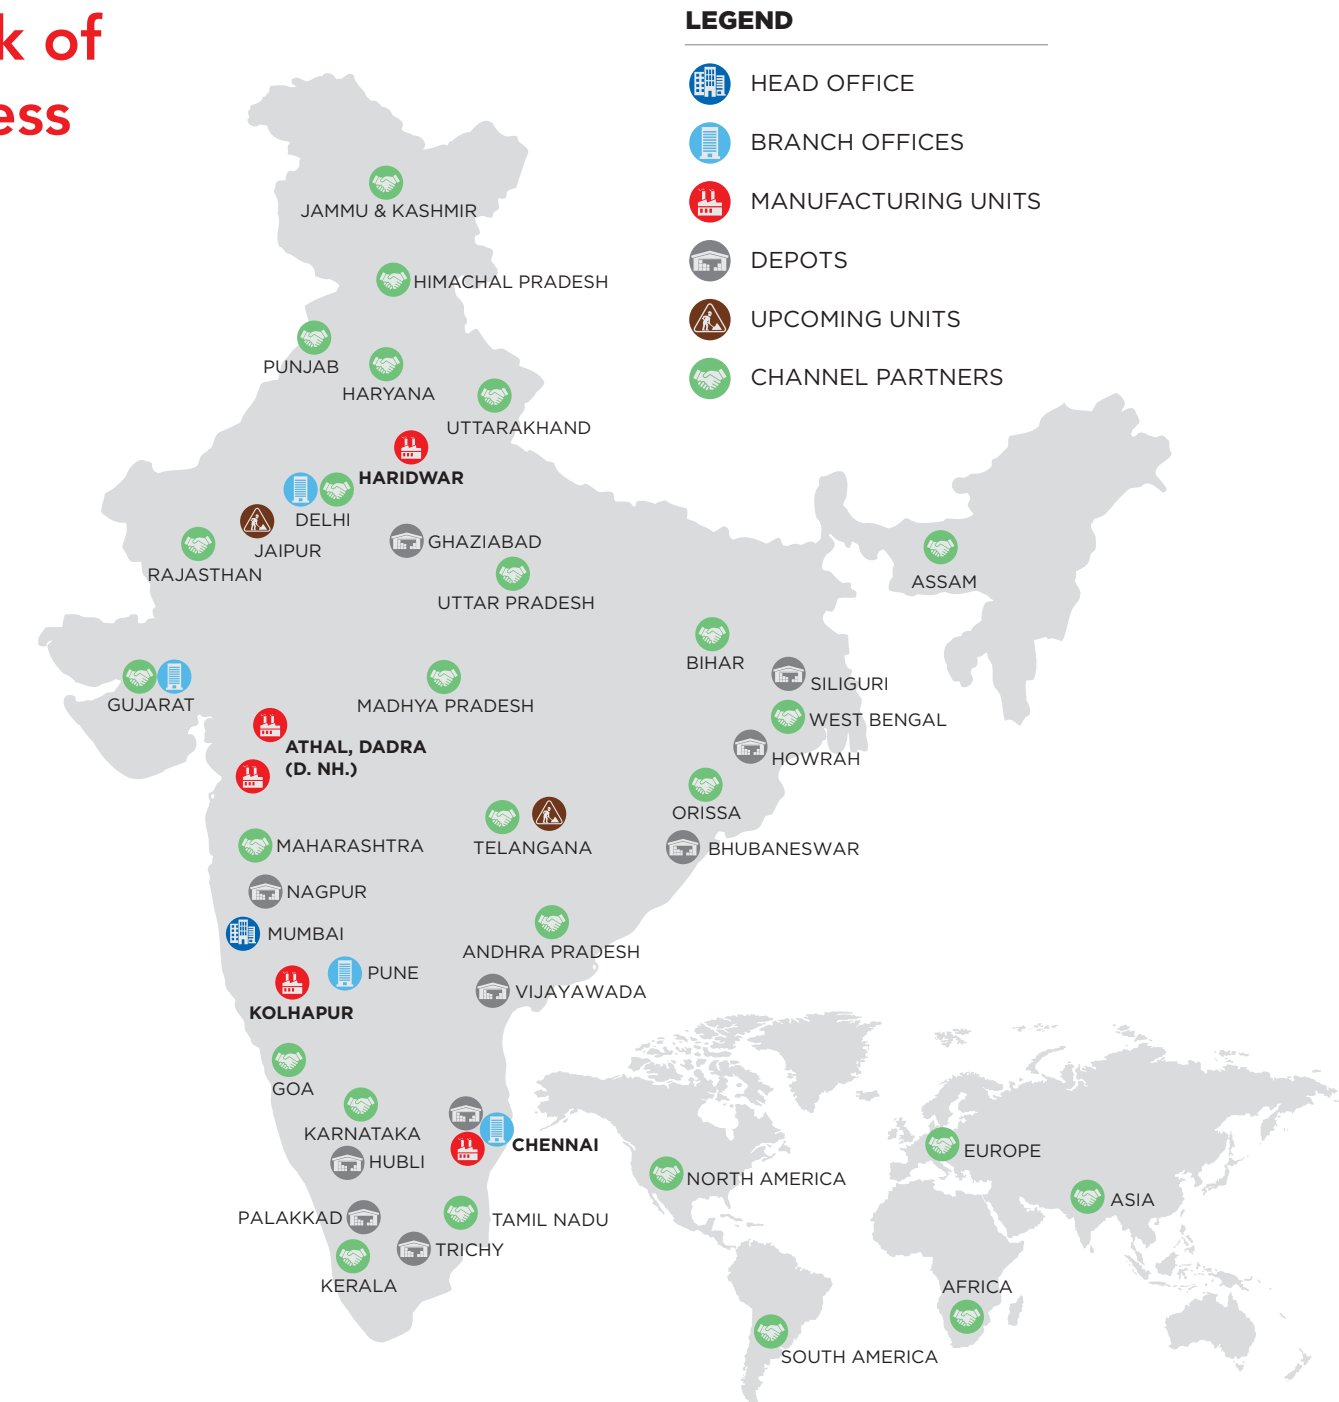 k of
ess
LEGEND
HEAD OFFICE
BRANCH OFFICES
MANUFACTURING UNITS
DEPOTS
UPCOMING UNITS
CHANNEL PARTNERS
JAMMU & KASHMIR
HIMACHAL PRADESH
PUNJAB
HARYANA
UTTARAKHAND
HARIDWAR
DELHI
JAIPUR
GHAZIABAD
RAJASTHAN
UTTAR PRADESH
ASSAM
BIHAR
SILIGURI
GUJARAT
MADHYA PRADESH
WEST BENGAL
ATHAL, DADRA
(D. NH.)
HOWRAH
ORISSA
MAHARASHTRA
TELANGANA
BHUBANESWAR
NAGPUR
MUMBAI
ANDHRA PRADESH
PUNE
VIJAYAWADA
KOLHAPUR
GOA
KARNATAKA
CHENNAI
HUBLI
PALAKKAD
TAMIL NADU
TRICHY
KERALA
EUROPE
NORTH AMERICA
ASIA
AFRICA
SOUTH AMERICA